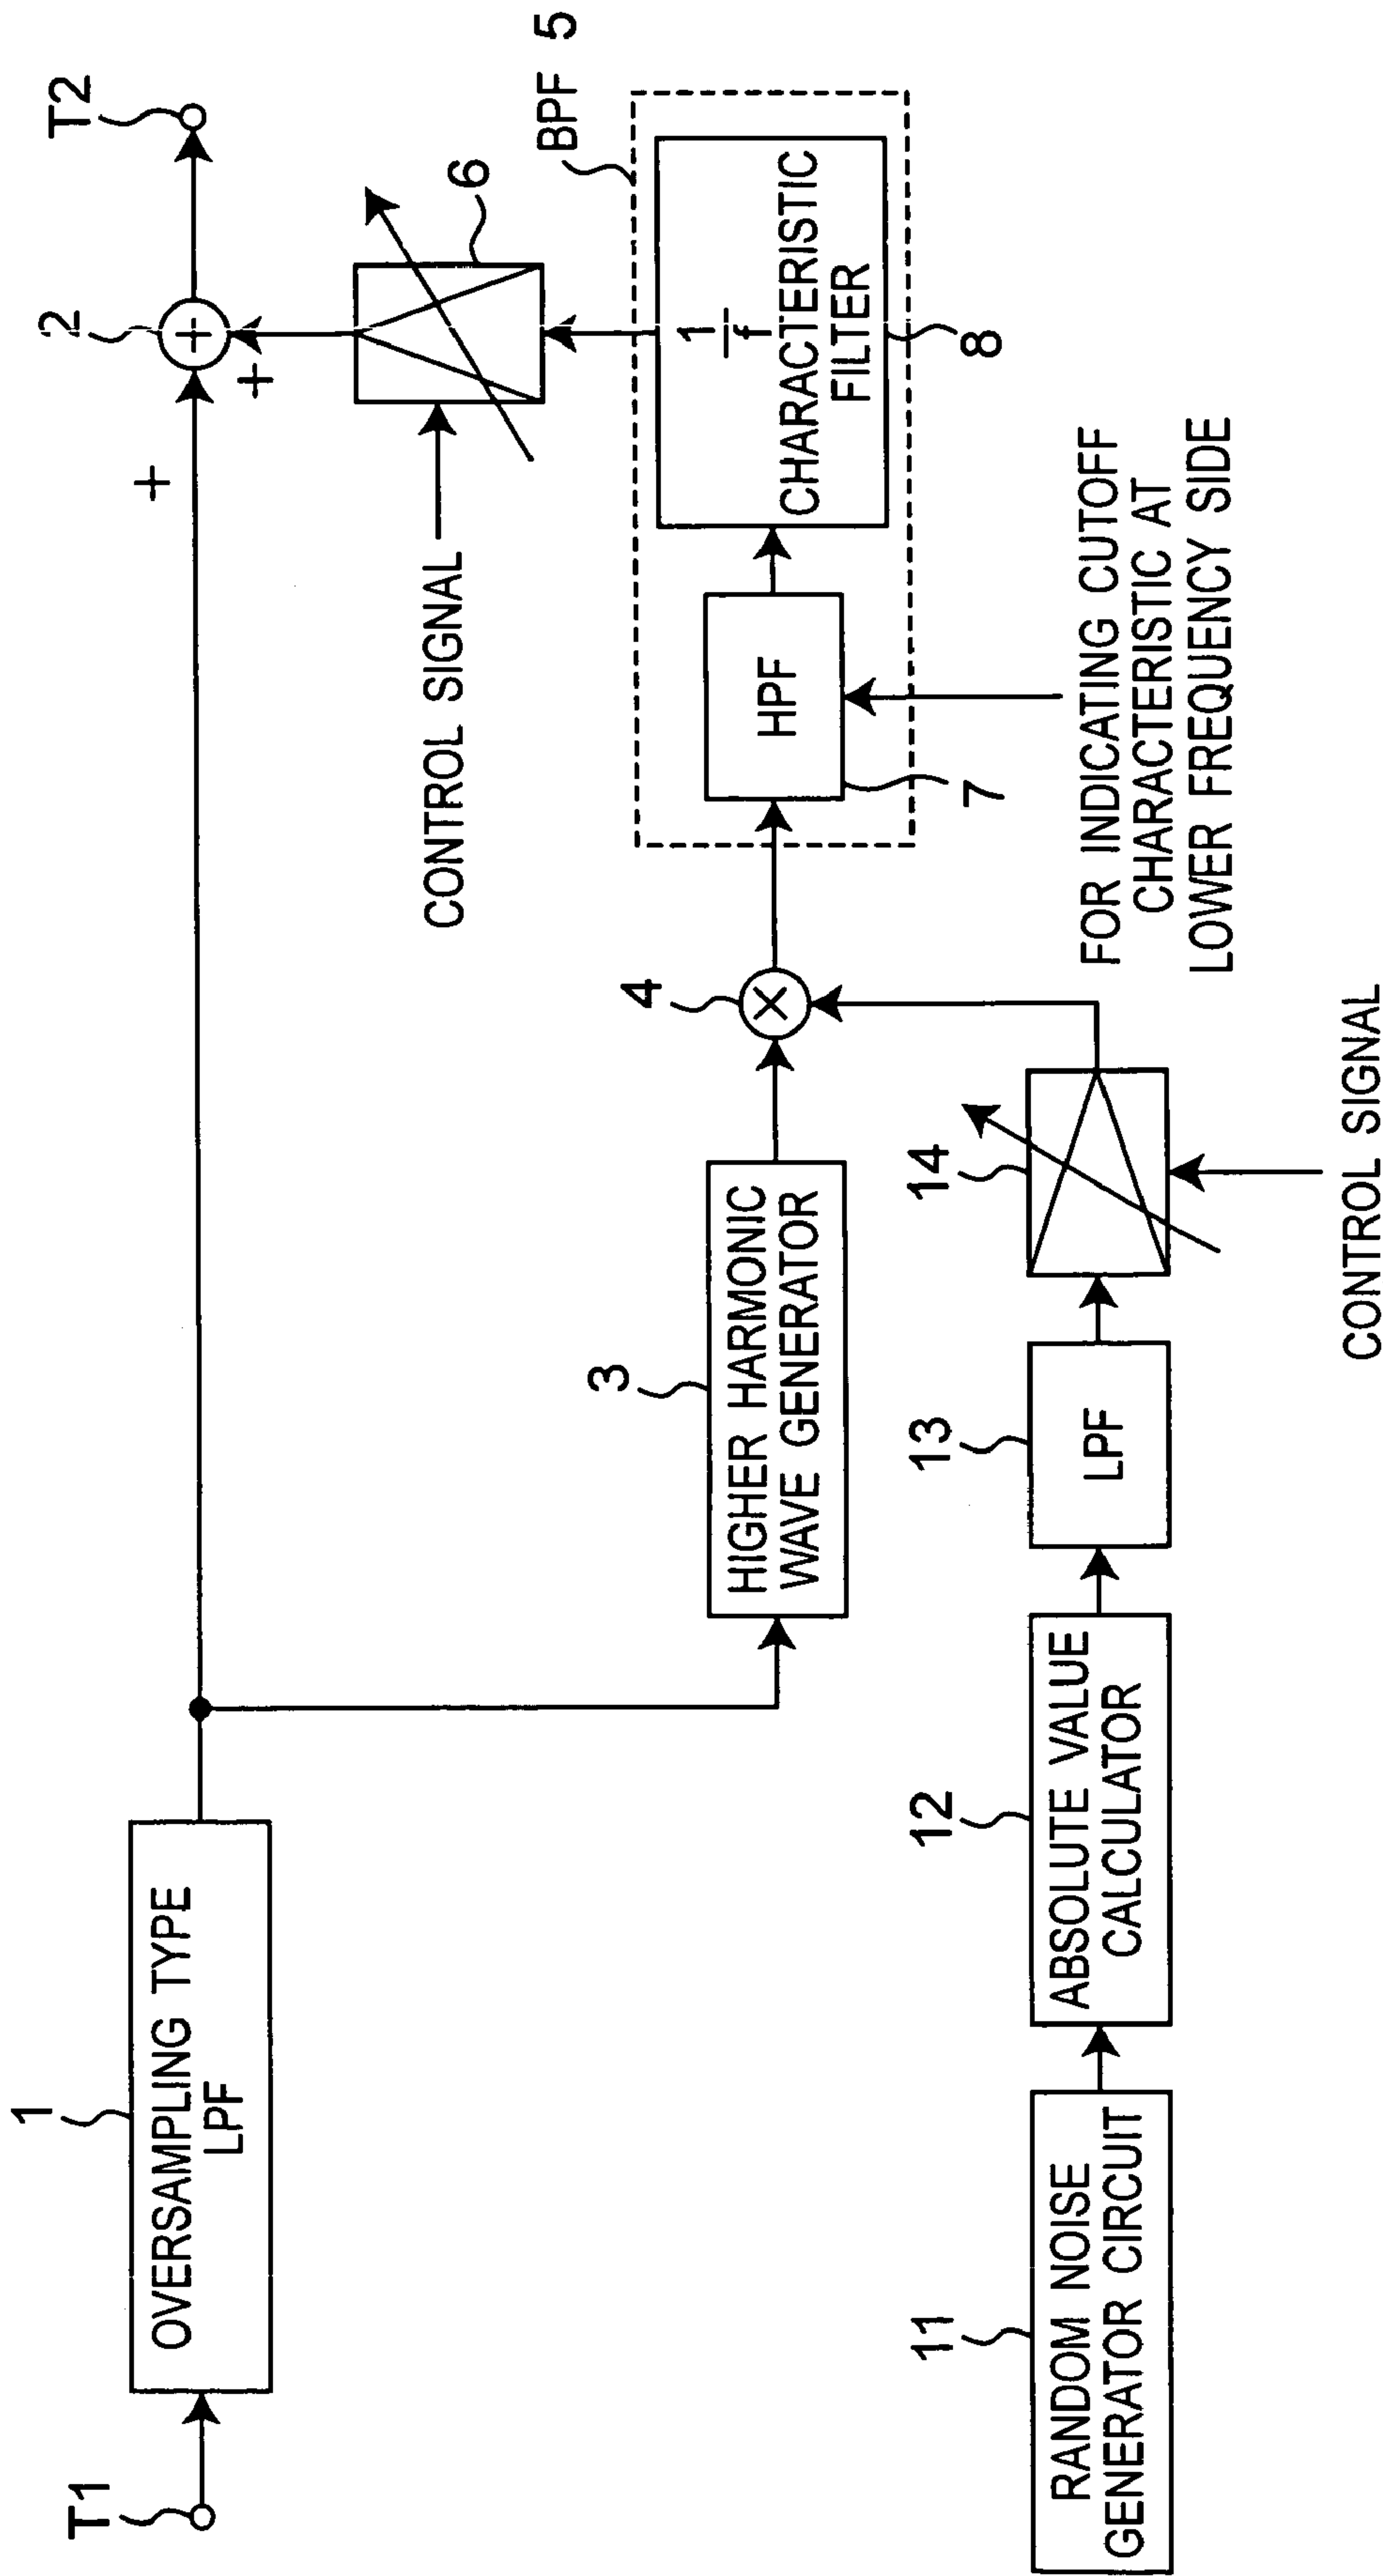 T1
1
OVERSAMPLING TYPE
LPF
+
2
+
+
T2
CONTROL SIGNAL
6
3
HIGHER HARMONIC
WAVE GENERATOR
4
×
BPF 5
HPF
7
1
f
CHARACTERISTIC
FILTER
8
FOR INDICATING CUTOFF
CHARACTERISTIC AT
LOWER FREQUENCY SIDE
11
RANDOM NOISE
GENERATOR CIRCUIT
12
ABSOLUTE VALUE
CALCULATOR
13
LPF
14
CONTROL SIGNAL